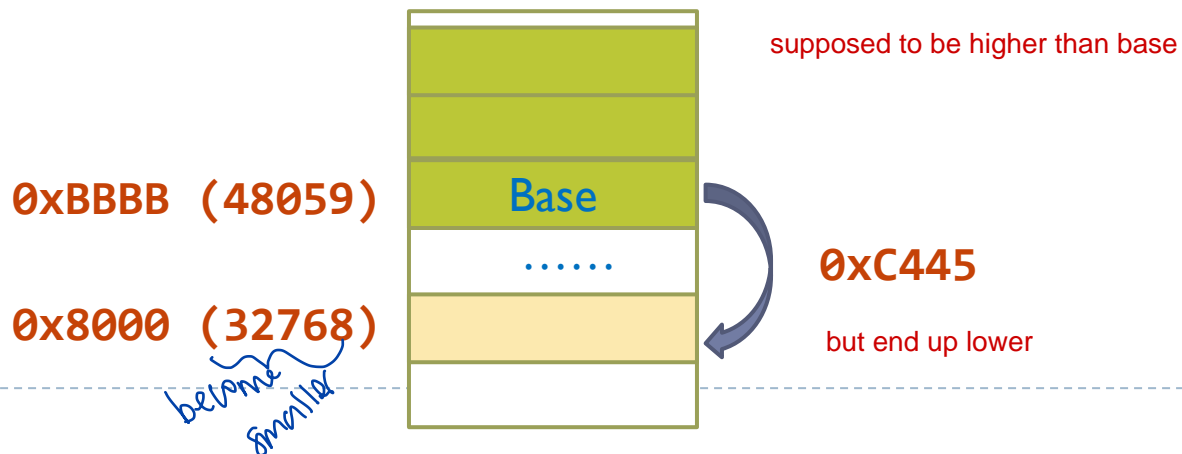 supposed to be higher than base
0xBBBB (48059)
Base
......
0xC445
0x8000 (32768)
but end up lower
become
smaller